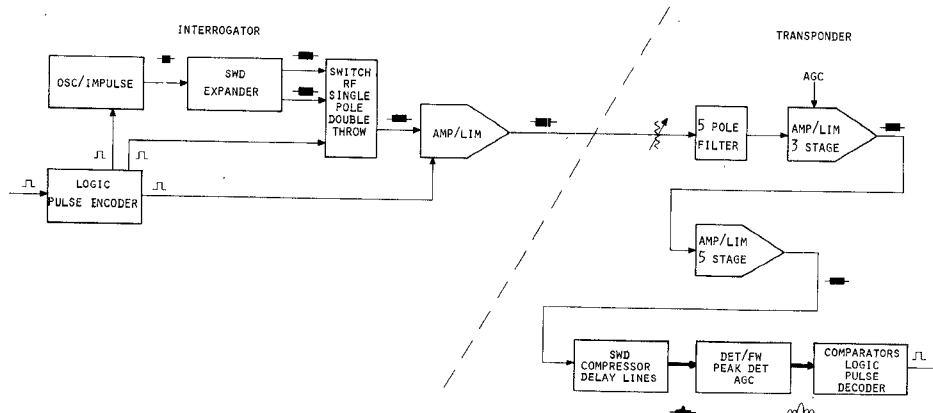 INTERROGATOR
TRANSPONDER
OSC/IMPULSE
SWD
EXPANDER
SWITCH
RF
SINGLE
POLE
DOUBLE
THROW
AMP/LIM
LOGIC
PULSE ENCODER
5 POLE
FILTER
AGC
AMP/LIM
3 STAGE
AMP/LIM
5 STAGE
SWD
COMPRESSOR
DELAY LINES
DET/FW
PEAK DET
AGC
COMPARATORS
LOGIC
PULSE
DECODER